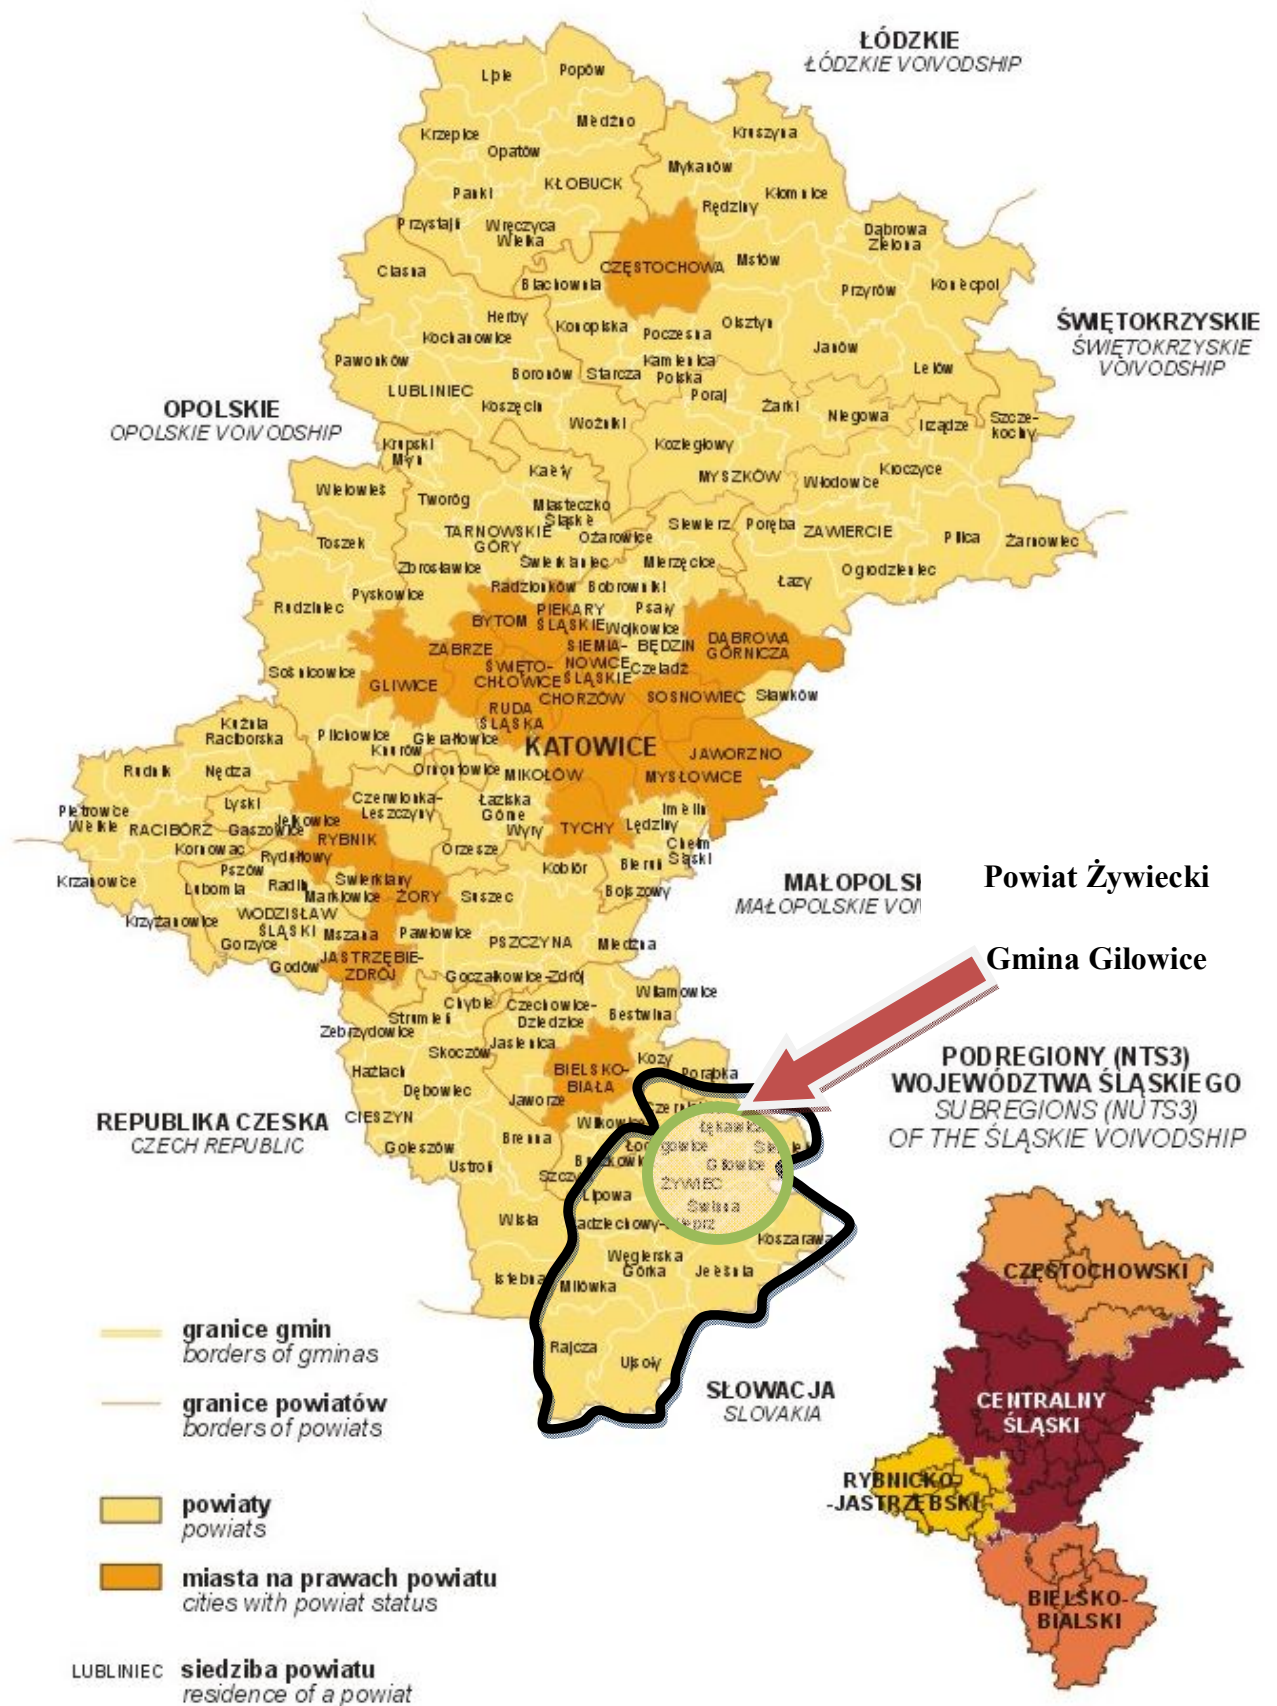 ŁÓDZKIE
ŁÓDZKIE VOIVODSHIP
Lipie
Popów
Miedźno
Krzepice
Opatów
Kruszyna
Mykanów
Panki
KŁOBUCK
Kłomnice
Rędziny
Przystajń
Wręczyca
Wielka
Dąbrowa
Zielona
CZĘSTOCHOWA
Mstów
Ciasna
Blachownia
Przyrów
Koniecpol
Herby
Kochanowice
Konopiska
Poczesna
Olsztyn
Janów
ŚWIĘTOKRZYSKIE
ŚWIĘTOKRZYSKIE
VOIVODSHIP
Pawonków
Boronów
Starcza
Kamienica
Polska
Lelów
LUBLINIEC
Koszęcin
Poraj
Żarki
Niegowa
Irządze
Szcze-
kociny
OPOLSKIE
OPOLSKIE VOIVODSHIP
Woźniki
Koziegłowy
Krupski
Młyn
Kalety
MYSZKÓW
Włodowice
Kroczyce
Wielowieś
Tworóg
Miasteczko
Śląskie
Siewierz
Poręba
ZAWIERCIE
Pilica
Żarnowiec
Toszek
TARNOWSKIE
GÓRY
Ożarowice
Zbrosławice
Świerklaniec
Mierzęcice
Łazy
Ogrodzieniec
Rudziniec
Pyskowice
Radzionków
Bobrowniki
BYTOM
PIEKARY
ŚLĄSKIE
Psary
Wojkowice
ZABRZE
SIEMIA-
NOWICE
ŚLĄSKIE
BĘDZIN
DĄBROWA
GÓRNICZA
Sośnicowice
GLIWICE
ŚWIĘTO-
CHŁOWICE
Czeladź
CHORZÓW
SOSNOWIEC
Sławków
RUDA
ŚLĄSKA
Kuźnia
Raciborska
Pilchowice
Knurów
Gierałtowice
KATOWICE
JAWORZNO
Rudnik
Nędza
Ornontowice
MIKOŁÓW
MYSŁOWICE
Pietrowice
Wielkie
Lyski
Jejkowice
Czerwionka-
Leszczyny
Łaziska
Górne
Imielin
RACIBÓRZ
Gaszowice
RYBNIK
Wyry
TYCHY
Lędziny
Chełm
Śląski
Kornowac
Rydułtowy
Orzesze
Pszów
Kobiór
Bieruń
Krzanowice
Lubomia
Radlin
Świerklany
Marklowice
ŻORY
Suszec
Bojszowy
MAŁOPOLSK
MAŁOPOLSKIE VOI
Powiat Żywiecki
Krzyżanowice
WODZISŁAW
ŚLĄSKI
Mszana
Pawłowice
PSZCZYNA
Miedźna
Gorzyce
Godów
JASTRZĘBIE-
ZDRÓJ
Goczałkowice-Zdrój
Gmina Gilowice
Chybie
Czechowice-
Dziedzice
Wilamowice
Bestwina
Strumień
Zebrzydowice
Jasienica
Skoczów
Kozy
Porąbka
Hażlach
Dębowiec
BIELSKO-
BIAŁA
PODREGIONY (NTS3)
WOJEWÓDZTWA ŚLĄSKIEGO
SUBREGIONS (NUTS3)
OF THE ŚLĄSKIE VOIVODSHIP
REPUBLIKA CZESKA
CZECH REPUBLIC
CIESZYN
Jaworze
Łękawica
Goleszów
Brenna
Gilowice
Ustroń
ŻYWIEC
Lipowa
Świnna
Wisła
Koszarawa
Węgierska
Górka
Jeleśnia
Istebna
Milówka
CZĘSTOCHOWSKI
granice gmin
borders of gminas
Rajcza
Ujsoły
granice powiatów
borders of powiats
SŁOWACJA
SLOVAKIA
CENTRALNY
ŚLĄSKI
RYBNICKO-
-JASTRZĘBSKI
powiaty
powiats
miasta na prawach powiatu
cities with powiat status
BIELSKO-
BIALSKI
LUBLINIEC siedziba powiatu
residence of a powiat